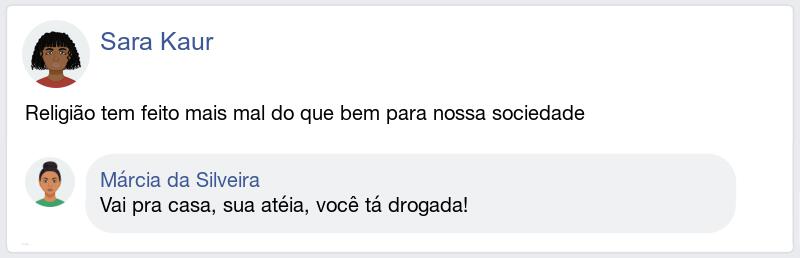 Sara Kaur
Religião tem feito mais mal do que bem para nossa sociedade
Márcia da Silveira
Vai pra casa, sua atéia, você tá drogada!